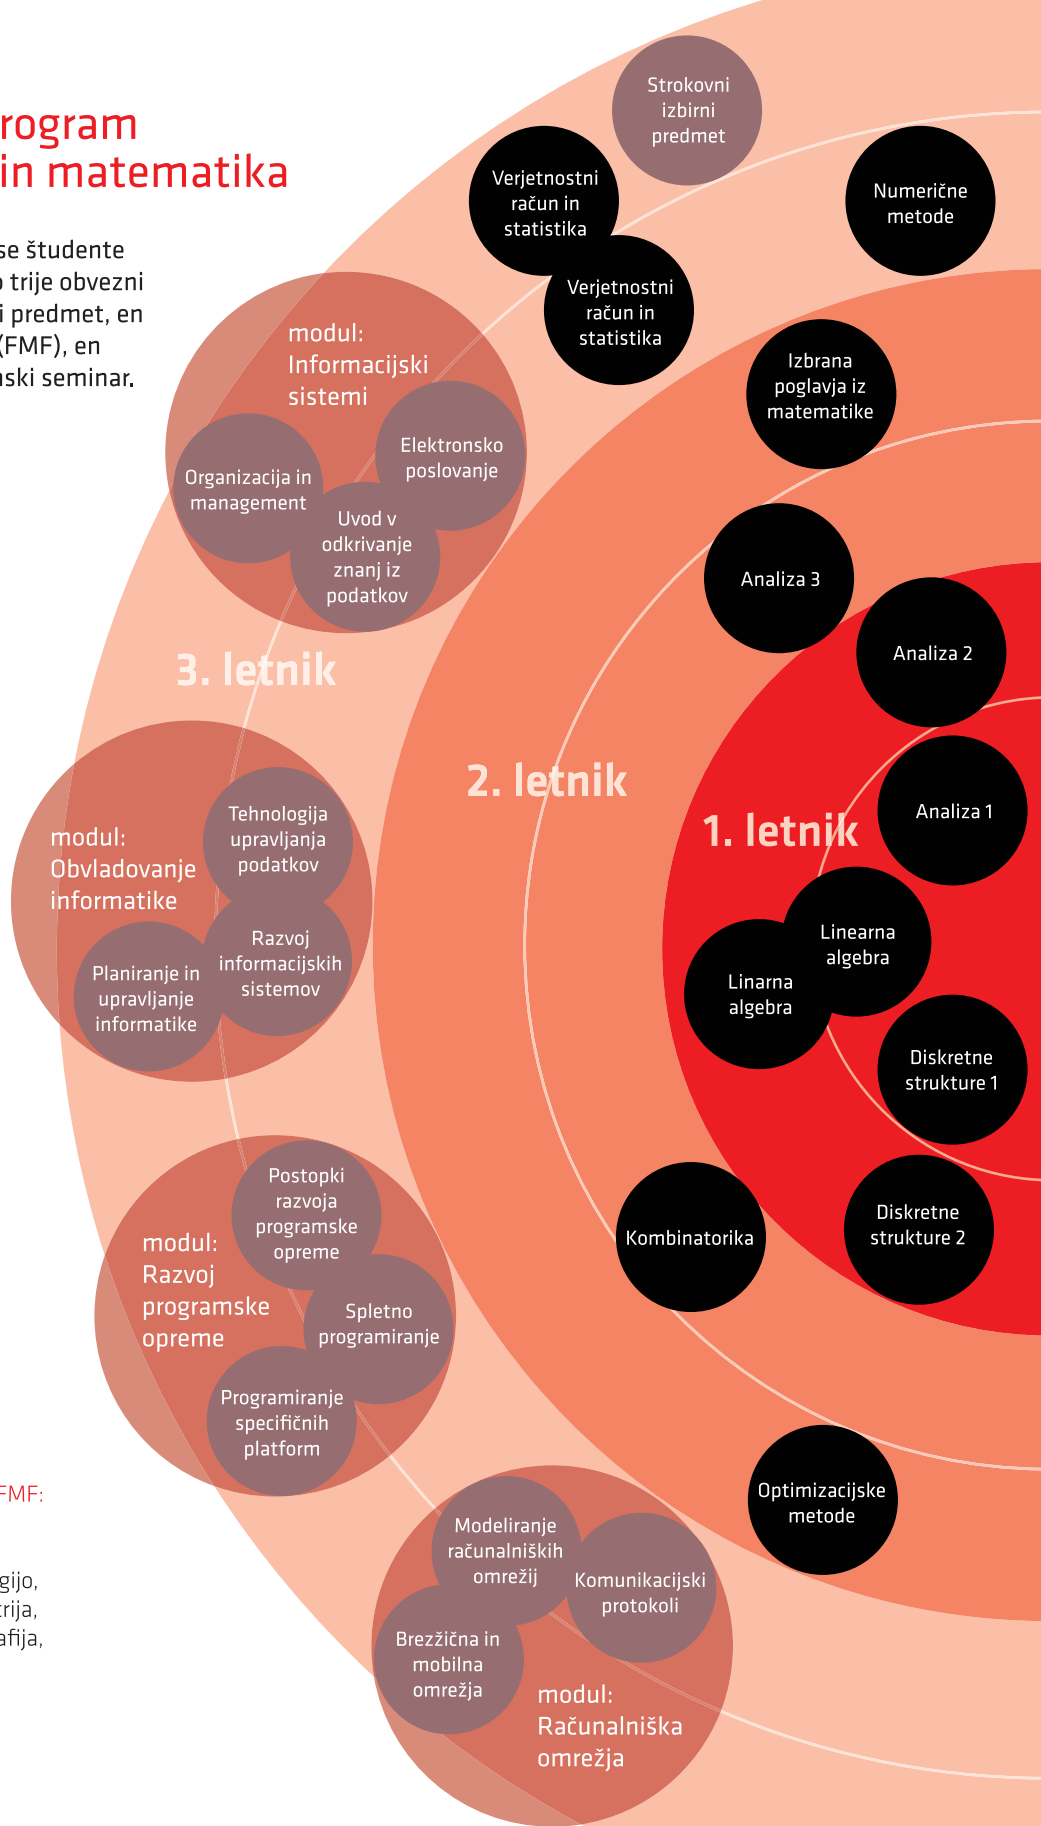 rogram
in matematika
se študente
o trije obvezni
i predmet, en
(FMF), en
nski seminar.
Strokovni
izbirni
predmet
Verjetnostni
račun in
statistika
Numerične
metode
Verjetnostni
račun in
statistika
modul:
Informacijski
sistemi
Izbrana
poglavja iz
matematike
Elektronsko
poslovanje
Organizacija in
management
Uvod v
odkrivanje
znanj iz
podatkov
Analiza 3
Analiza 2
3. letnik
2. letnik
1. letnik
Analiza 1
Tehnologija
upravljanja
podatkov
modul:
Obvladovanje
informatike
Linearna
algebra
Linarna
algebra
Razvoj
informacijskih
sistemov
Planiranje in
upravljanje
informatike
Diskretne
strukture 1
Postopki
razvoja
programske
opreme
Diskretne
strukture 2
Kombinatorika
modul:
Razvoj
programske
opreme
Spletno
programiranje
Programiranje
specifičnih
platform
FMF:
Optimizacijske
metode
Modeliranje
računalniških
omrežij
Komunikacijski
protokoli
gijo,
trija,
afija,
Brezžična in
mobilna
omrežja
modul:
Računalniška
omrežja